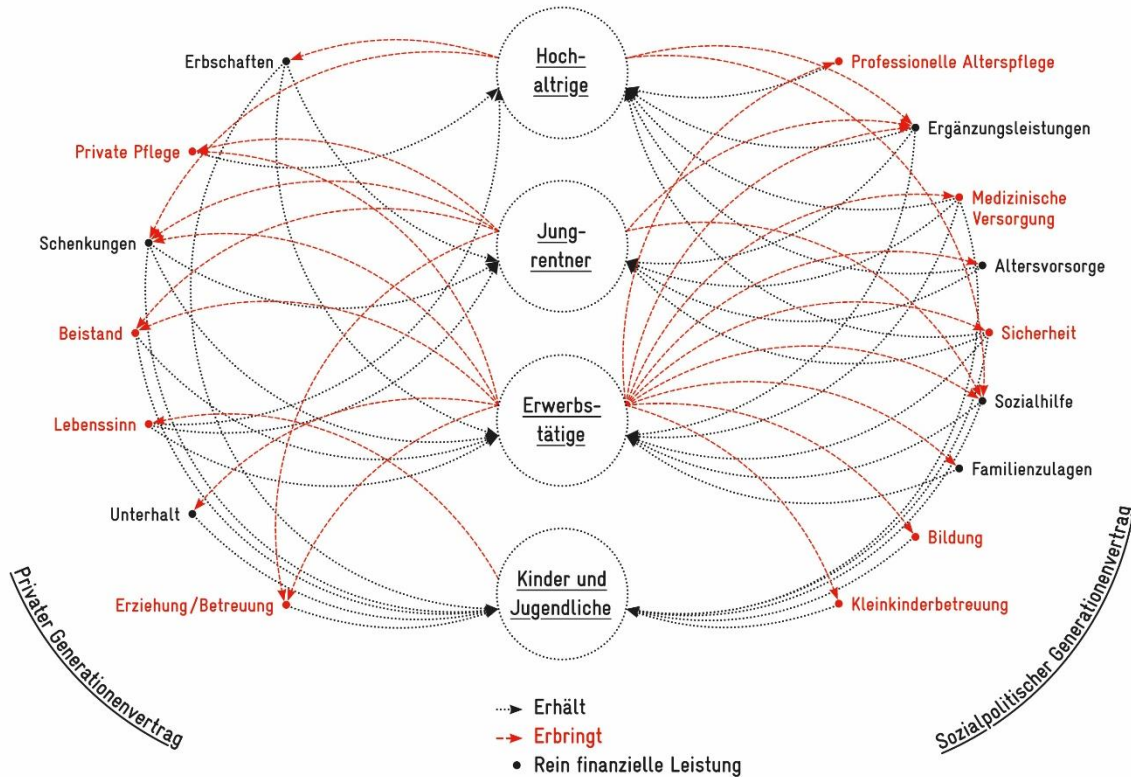 Erbschaften
Private Pflege
Schenkungen
Beistand
Lebenssinn
Unterhalt
Erziehung/Betreuung
Privater Generationenvertrag
Hoch-
altrige
Jung-
rentner
Erwerbs-
tätige
Kinder und
Jugendliche
Professionelle Alterspflege
Ergänzungsleistungen
Medizinische
Versorgung
Altersvorsorge
Sicherheit
Sozialhilfe
Familienzulagen
Bildung
Kleinkinderbetreuung
Sozialpolitischer Generationenvertrag
Erhält
Erbringt
Rein finanzielle Leistung